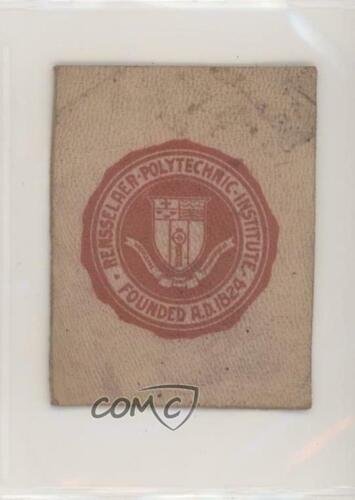 RENSSELAER·POLYTECHNIC·INSTITUTE·
FOUNDED A.D. 1824
COMC